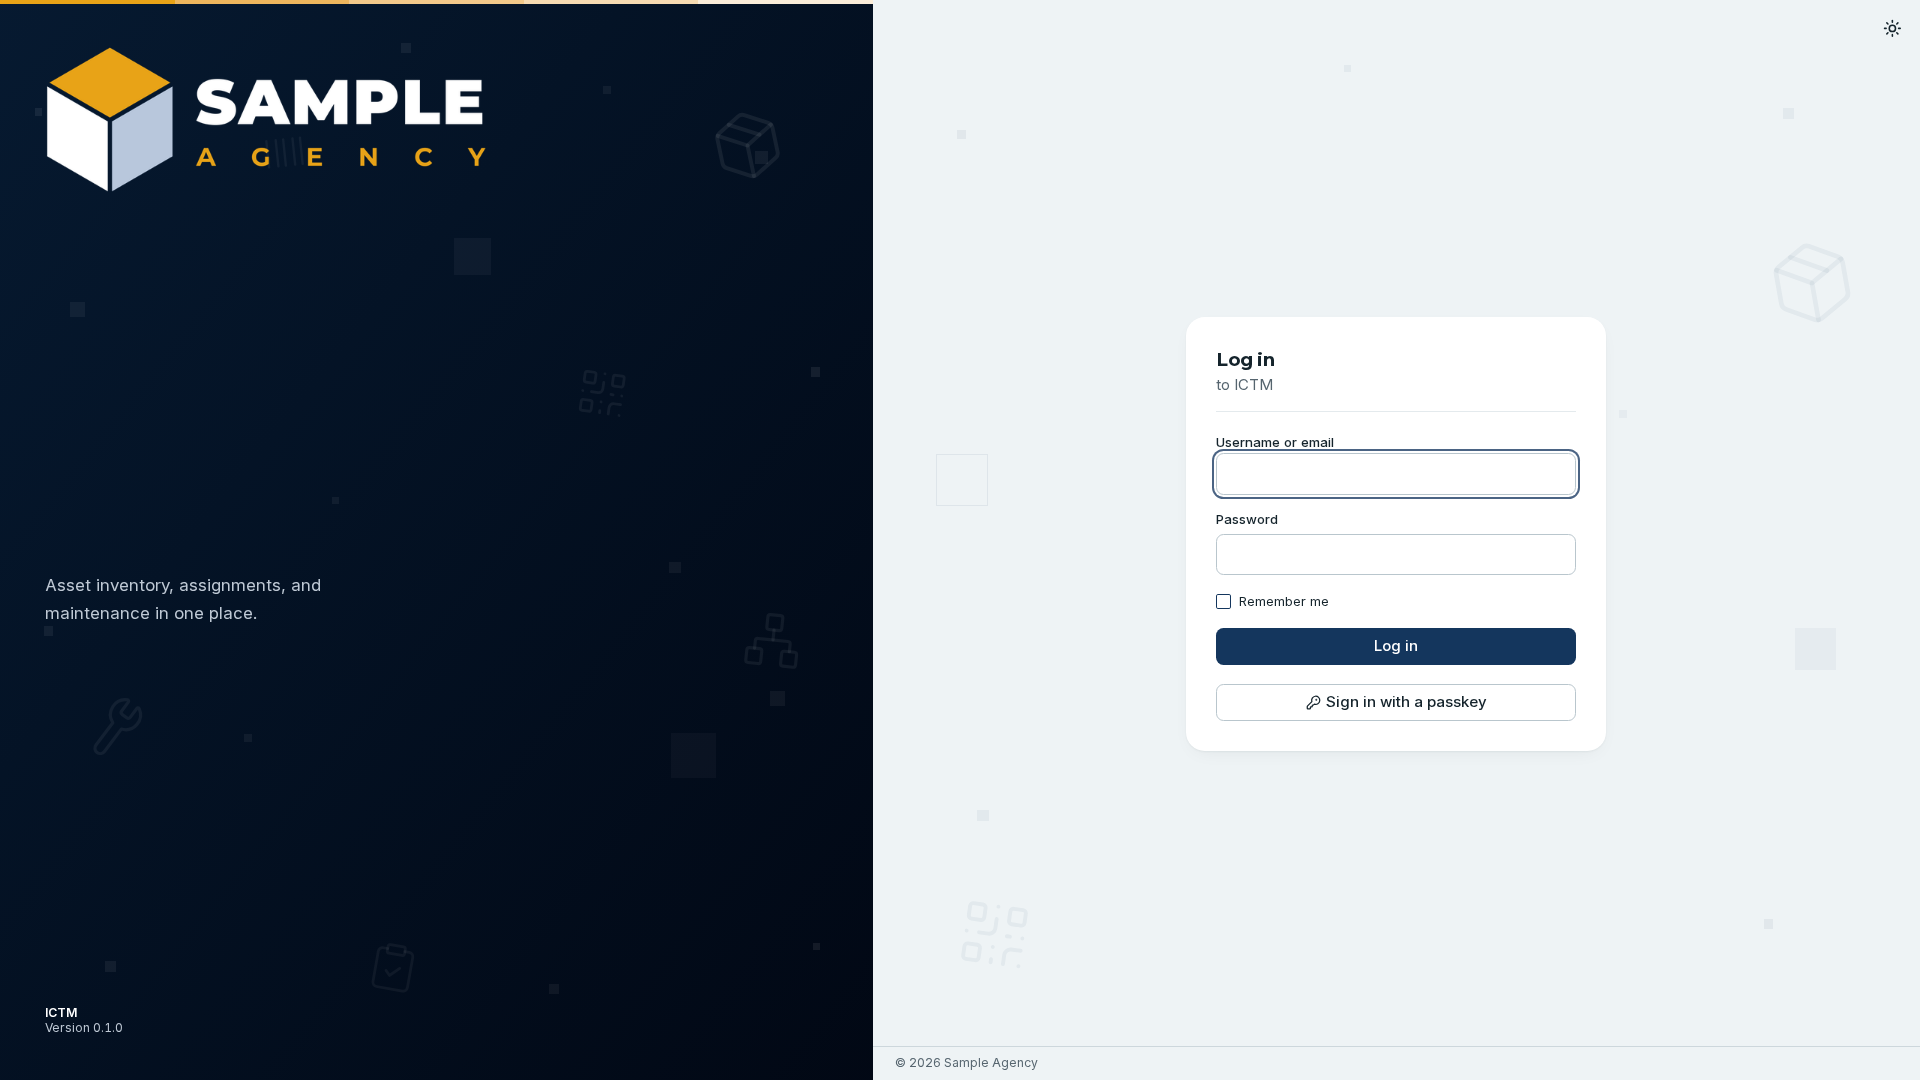 SAMPLE
AGENCY
Asset inventory, assignments, and
maintenance in one place.
ICTM
Version 0.1.0
Log in
to ICTM
Username or email
Password
Remember me
Log in
Sign in with a passkey
© 2026 Sample Agency